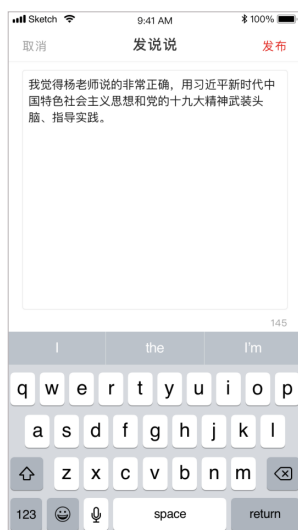 Sketch 9:41 AM 100%
取消 发说说 发布
我觉得杨老师说的非常正确，用习近平新时代中
国特色社会主义思想和党的十九大精神武装头
脑、指导实践。
145
I the I'm
q w e r t y u i o p
a s d f g h j k l
z x c v b n m
123 space return